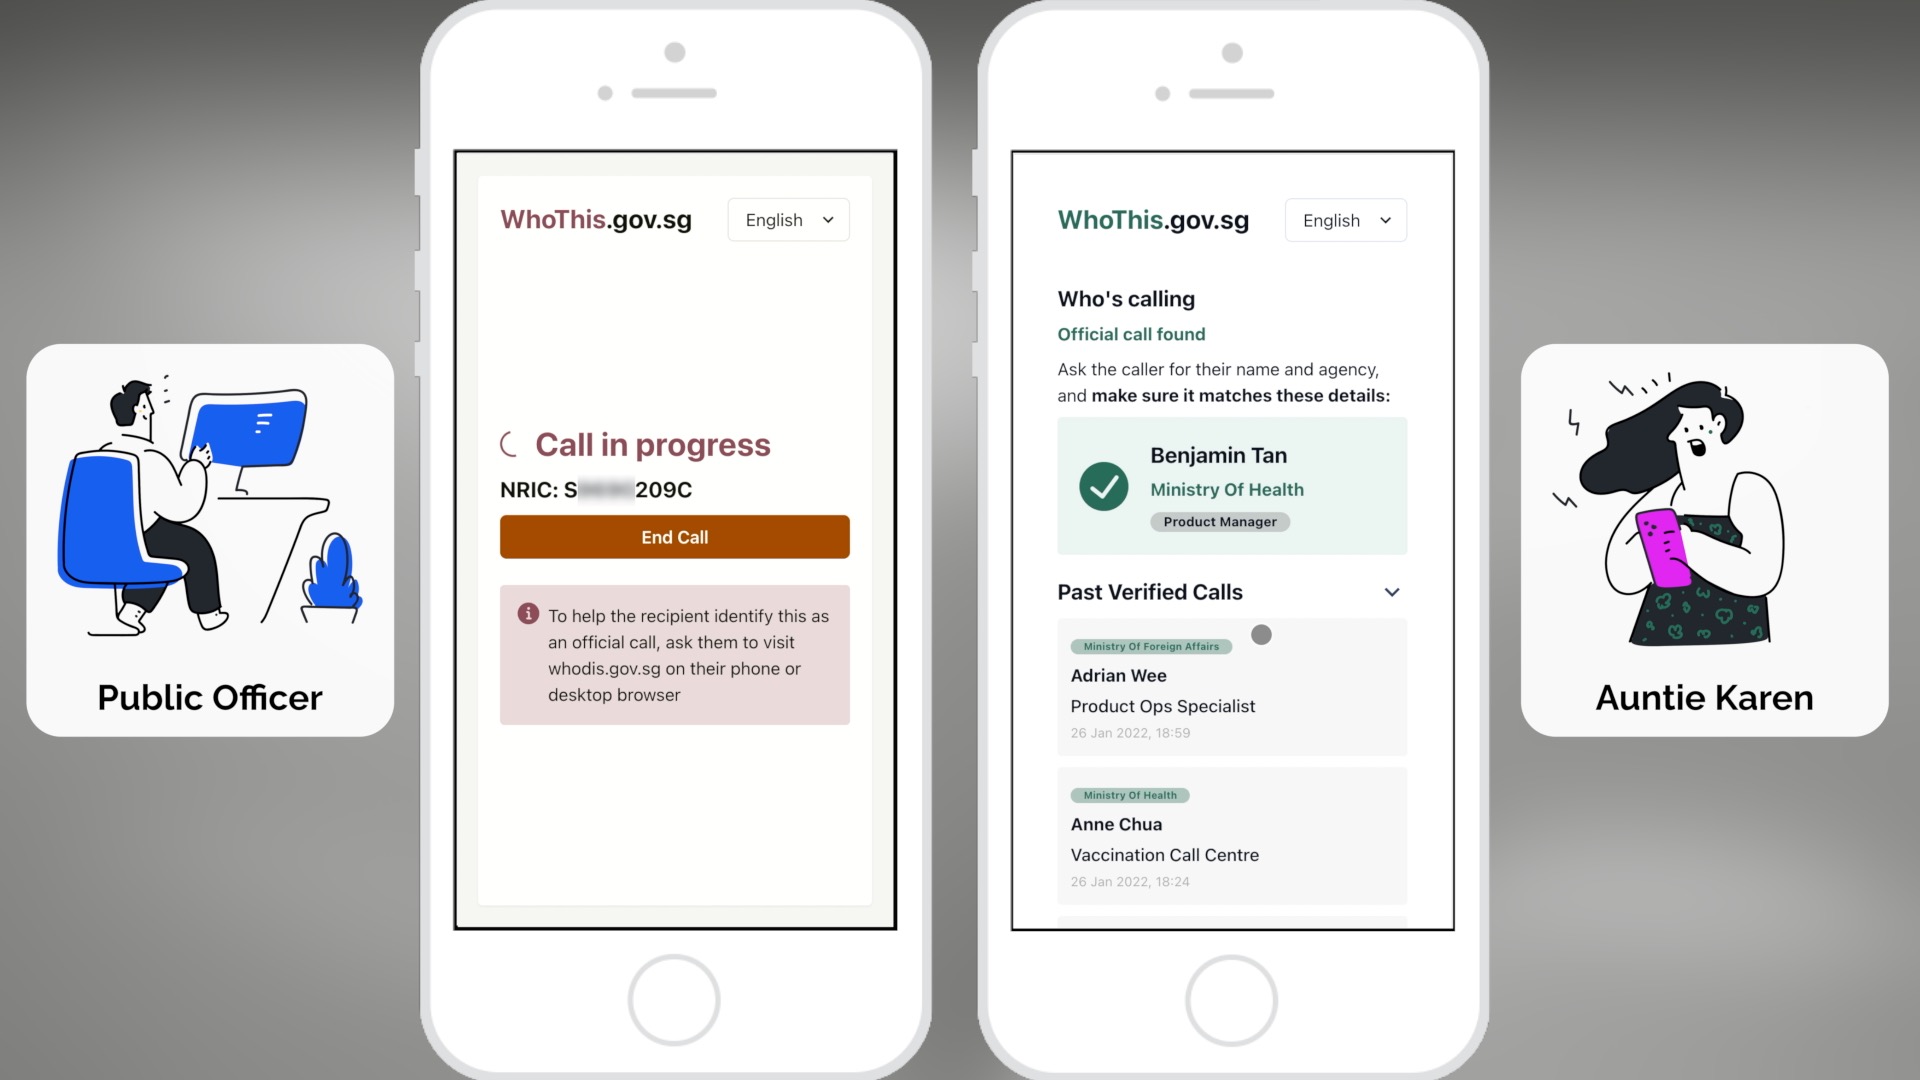 Public Officer
WhoThis.gov.sg
English
Call in progress
NRIC: S 209C
End Call
To help the recipient identify this as
an official call, ask them to visit
whodis.gov.sg on their phone or
desktop browser
WhoThis.gov.sg
English
Who's calling
Official call found
Ask the caller for their name and agency,
and make sure it matches these details:
Benjamin Tan
Ministry Of Health
Product Manager
Past Verified Calls
Ministry Of Foreign Affairs
Adrian Wee
Product Ops Specialist
26 Jan 2022, 18:59
Ministry Of Health
Anne Chua
Vaccination Call Centre
26 Jan 2022, 18:24
Auntie Karen